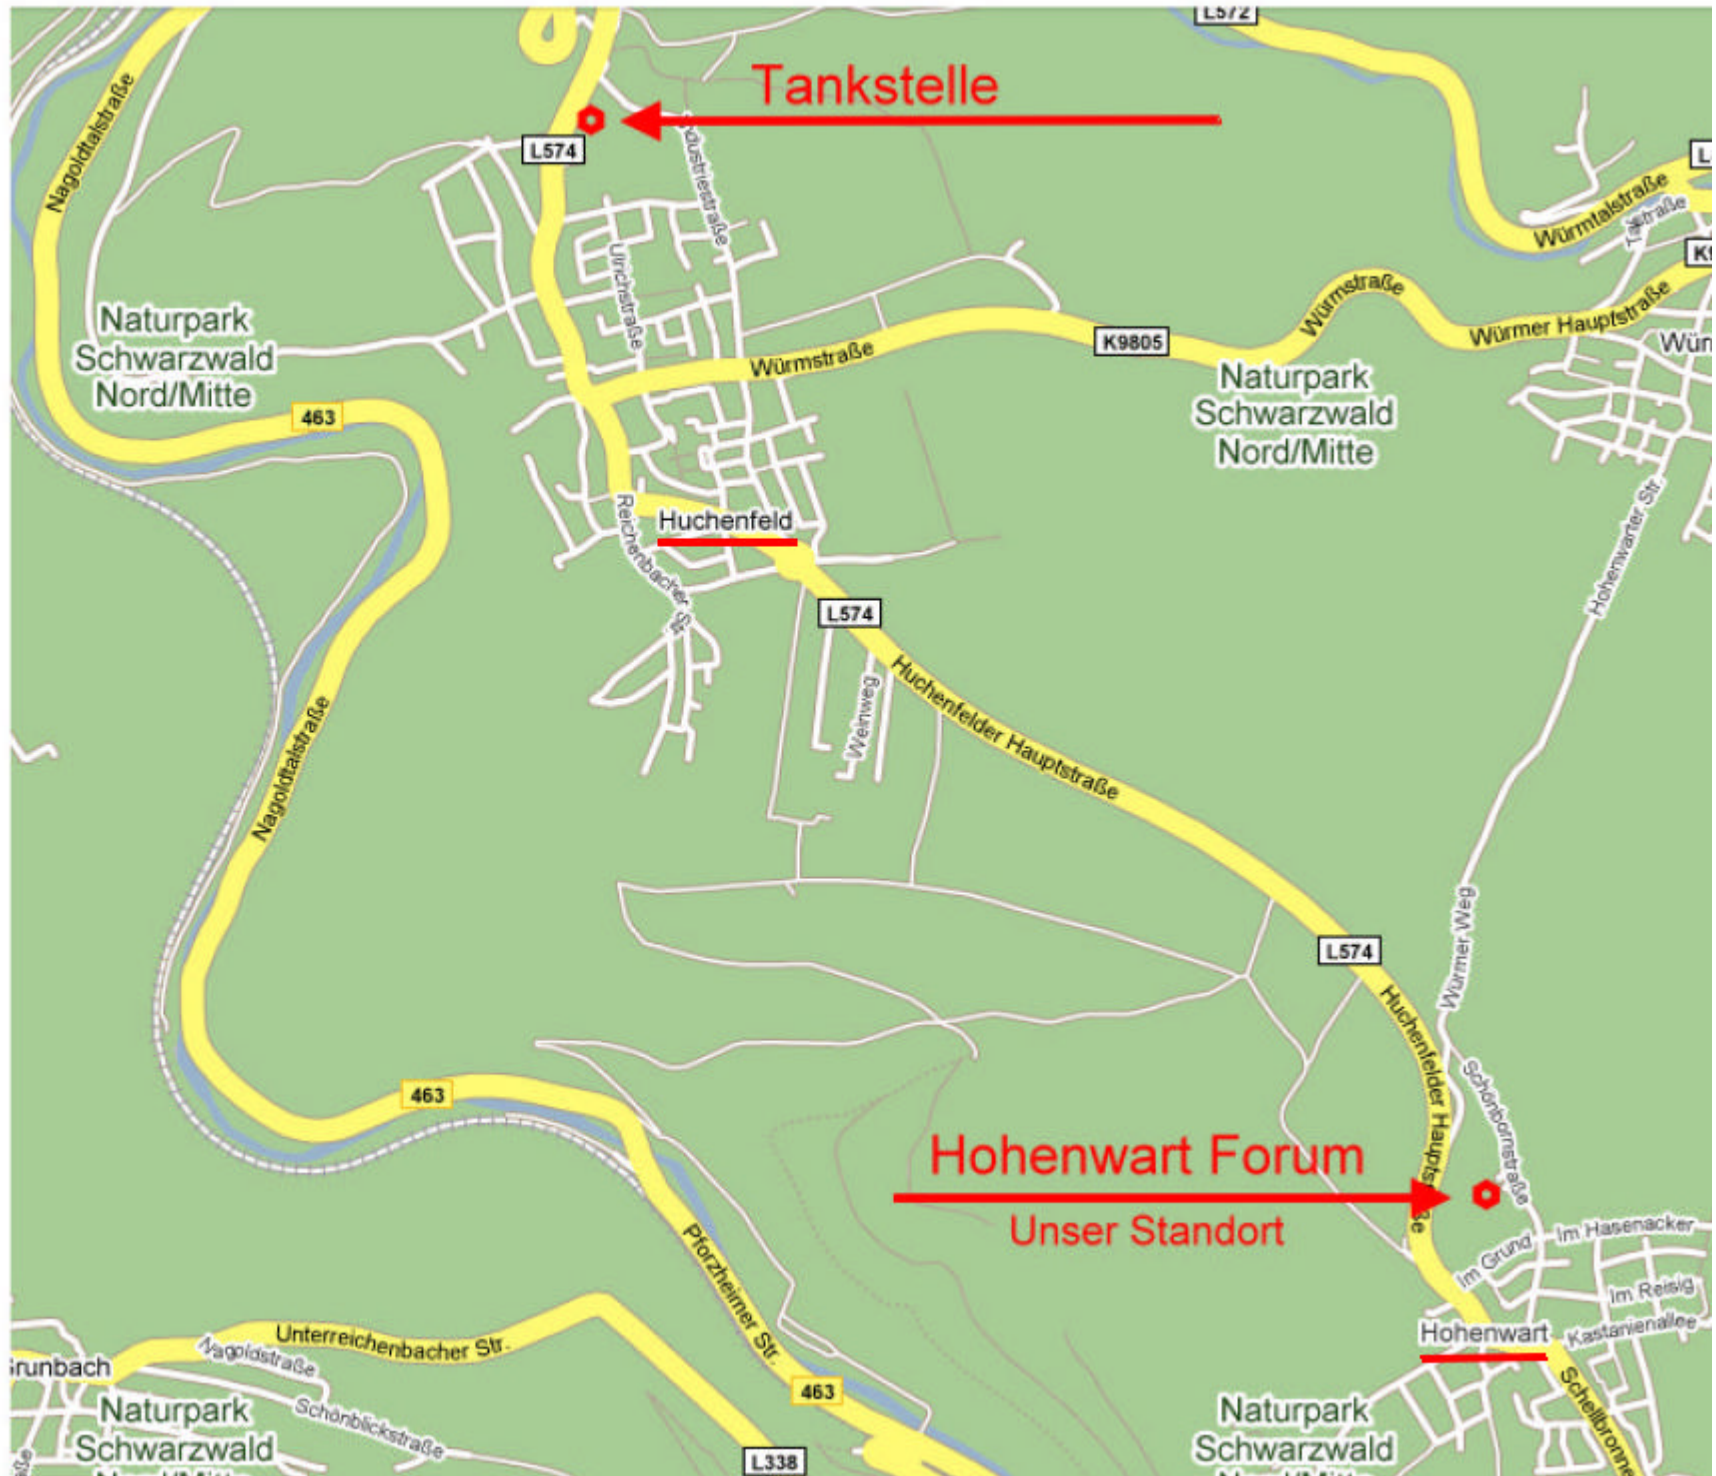 L572
Tankstelle
Nagoldtalstraße
L574
Industriestraße
Ulrichstraße
Würmtalstraße
Talstraße
Würmstraße
Würmer Hauptstraße
Naturpark
Schwarzwald
Nord/Mitte
K9805
Würmstraße
Naturpark
Schwarzwald
Nord/Mitte
463
Reichenbacher Str.
Huchenfeld
Hohenwarter Str.
L574
Weinweg
Huchenfelder Hauptstraße
Nagoldtalstraße
Würmer Weg
L574
Huchenfelder Hauptstraße
Schönbornstraße
463
Hohenwart Forum
Unser Standort
Im Hasenacker
Im Grund
Im Reisig
Kastanienallee
Hohenwart
Pforzheimer Str.
Unterreichenbacher Str.
Nagoldstraße
Schönblickstraße
463
Naturpark
Schwarzwald
Naturpark
Schwarzwald
L338